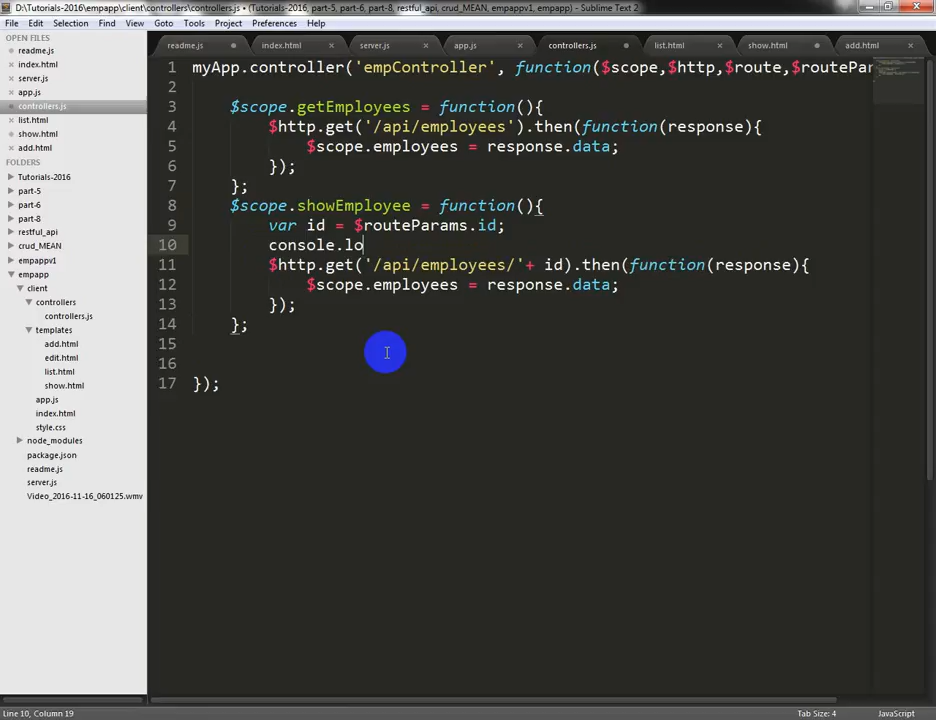 D:\Tutorials-2016\empapp\client\controllers\controllers.js • (Tutorials-2016, part-5, part-6, part-8, restful_api, crud_MEAN, empappv1, empapp) - Sublime Text 2
File Edit Selection Find View Goto Tools Project Preferences Help
OPEN FILES
readme.js
index.html
server.js
app.js
controllers.js
list.html
show.html
add.html
FOLDERS
Tutorials-2016
part-5
part-6
part-8
restful_api
crud_MEAN
empappv1
empapp
client
controllers
controllers.js
templates
add.html
edit.html
list.html
show.html
app.js
index.html
style.css
node_modules
package.json
readme.js
server.js
Video_2016-11-16_060125.wmv
readme.js index.html server.js app.js controllers.js list.html show.html add.html
1 myApp.controller('empController', function($scope,$http,$route,$routePar
2
3 $scope.getEmployees = function(){
4 $http.get('/api/employees').then(function(response){
5 $scope.employees = response.data;
6 });
7 };
8 $scope.showEmployee = function(){
9 var id = $routeParams.id;
10 console.lo
11 $http.get('/api/employees/'+ id).then(function(response){
12 $scope.employees = response.data;
13 });
14 };
15
16
17 });
Line 10, Column 19 Tab Size: 4 JavaScript